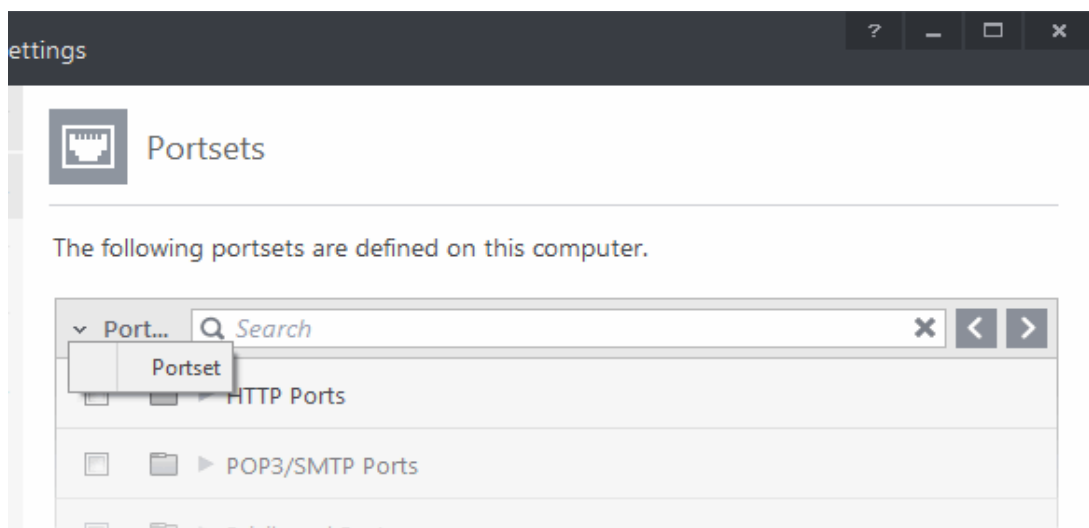 ettings
?
Portsets
The following portsets are defined on this computer.
Port... Search
Portset
HTTP Ports
POP3/SMTP Ports